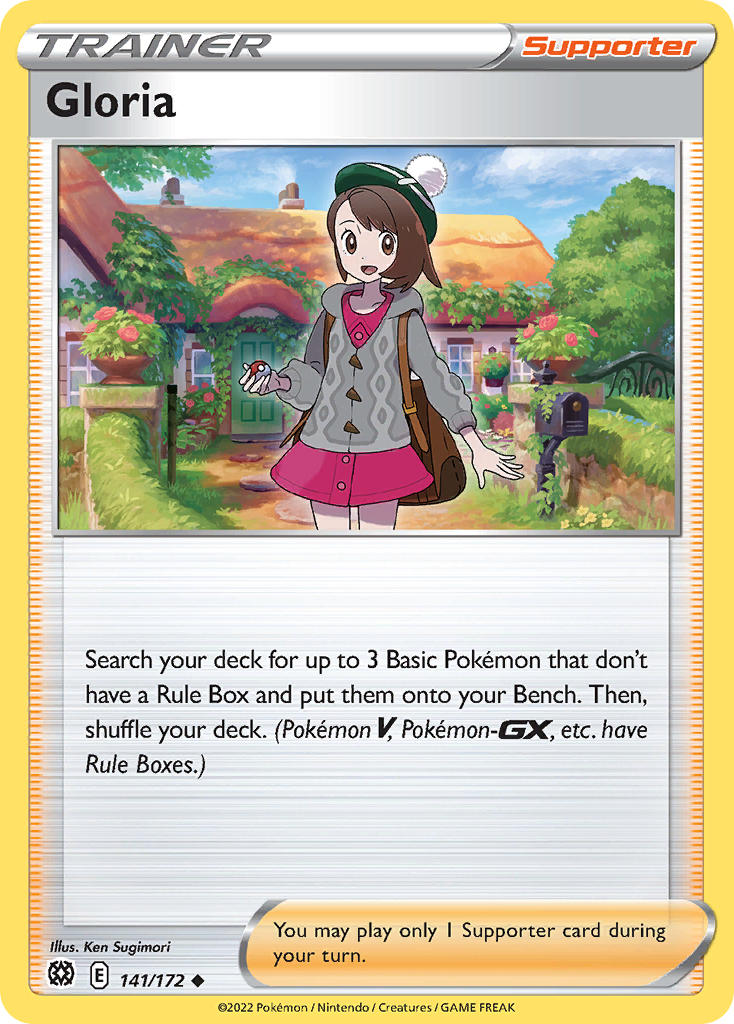 TRAINER
Supporter
Gloria
Search your deck for up to 3 Basic Pokémon that don't
have a Rule Box and put them onto your Bench. Then,
shuffle your deck. (Pokémon V, Pokémon-GX, etc. have
Rule Boxes.)
You may play only 1 Supporter card during
your turn.
Illus. Ken Sugimori
E 141/172
©2022 Pokémon / Nintendo / Creatures / GAME FREAK